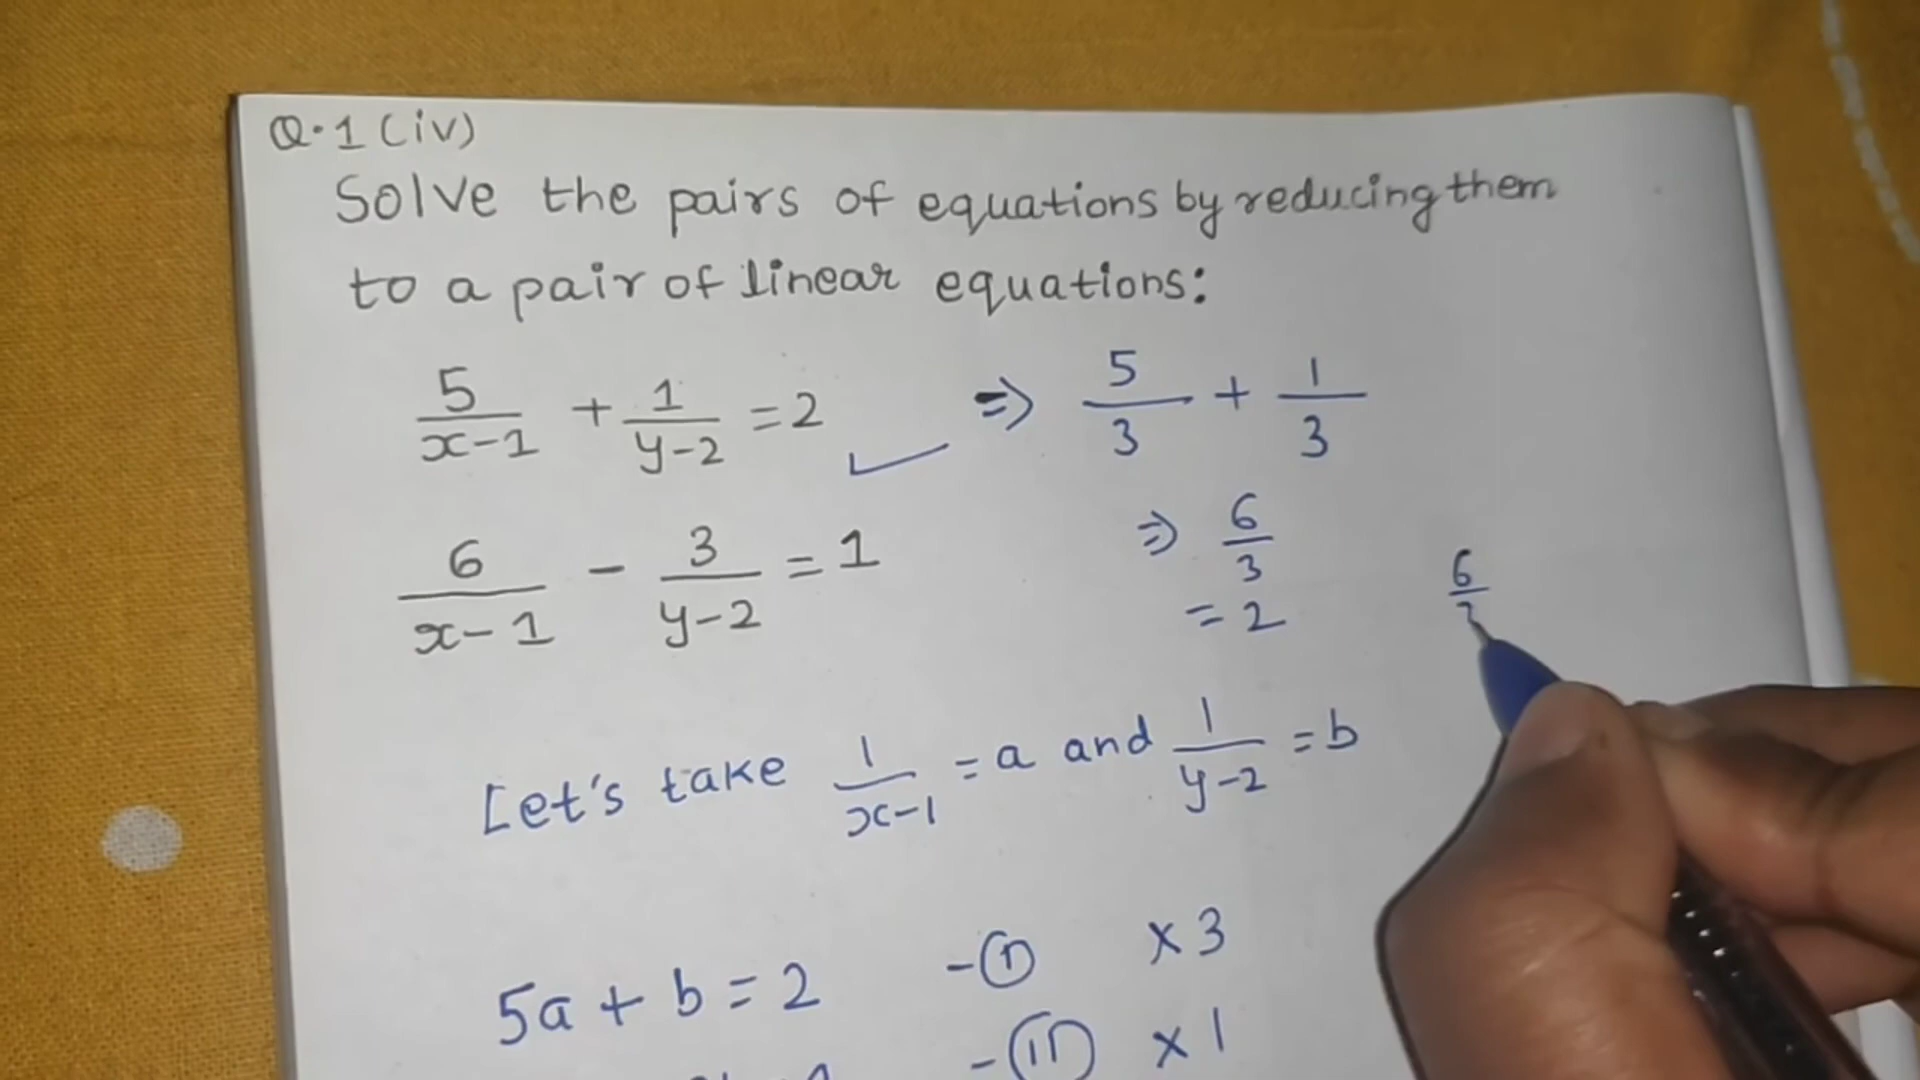 Q.1 (iv)
Solve the pairs of equations by reducing them
to a pair of linear equations:
5/(x-1) + 1/(y-2) = 2 ✓ ⇒ 5/3 + 1/3
⇒ 6/3
= 2
6/(x-1) - 3/(y-2) = 1
6
Let's take 1/(x-1) = a and 1/(y-2) = b
5a + b = 2 -(I) ×3
-(II) ×1